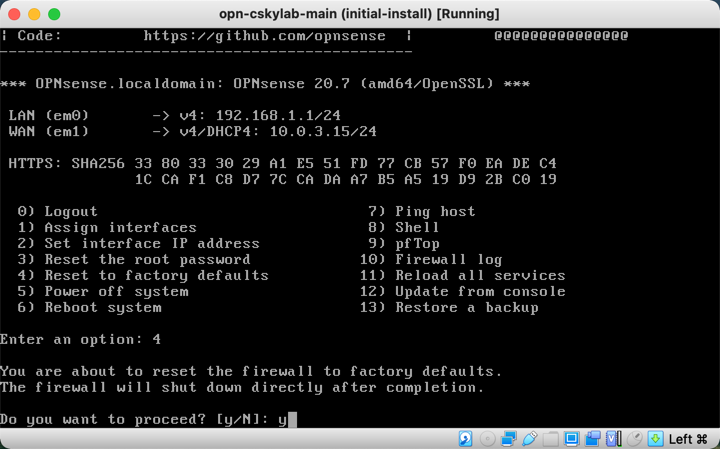 opn-cskylab-main (initial-install) [Running]
| Code:          https://github.com/opnsense  |          @@@@@@@@@@@@@@@
----------------------------------------------------
*** OPNsense.localdomain: OPNsense 20.7 (amd64/OpenSSL) ***
LAN (em0)       -> v4: 192.168.1.1/24
WAN (em1)       -> v4/DHCP4: 10.0.3.15/24
HTTPS: SHA256 33 80 33 30 29 A1 E5 51 FD 77 CB 57 F0 EA DE C4
1C CA F1 C8 D7 7C CA DA A7 B5 A5 19 D9 2B C0 19
0) Logout                                  7) Ping host
1) Assign interfaces                       8) Shell
2) Set interface IP address                9) pfTop
3) Reset the root password                10) Firewall log
4) Reset to factory defaults              11) Reload all services
5) Power off system                       12) Update from console
6) Reboot system                          13) Restore a backup
Enter an option: 4
You are about to reset the firewall to factory defaults.
The firewall will shut down directly after completion.
Do you want to proceed? [y/N]: y
Left ⌘